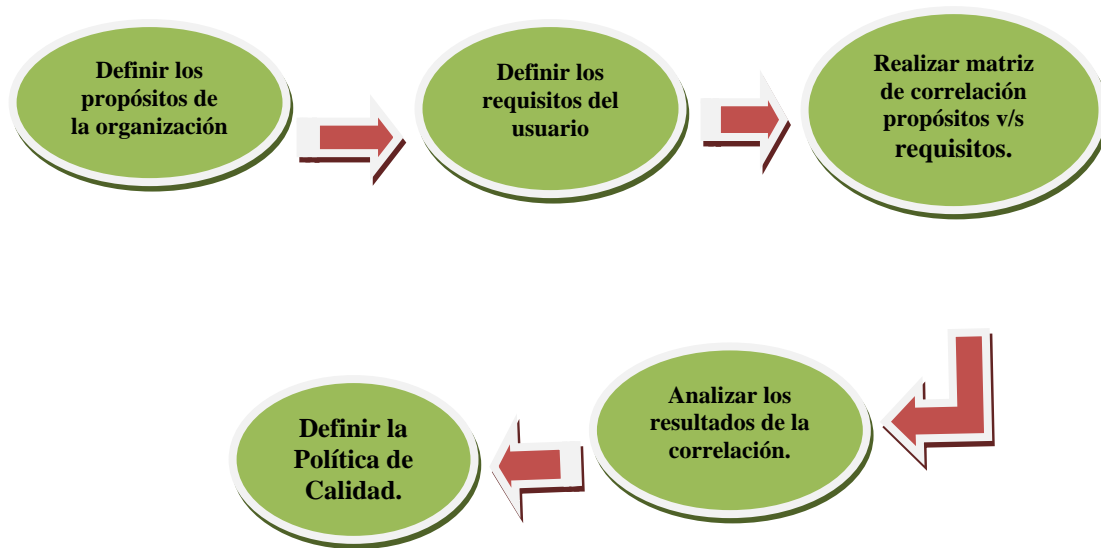 Definir los
propósitos de
la organización
Definir los
requisitos del
usuario
Realizar matriz
de correlación
propósitos v/s
requisitos.
Analizar los
resultados de la
correlación.
Definir la
Política de
Calidad.